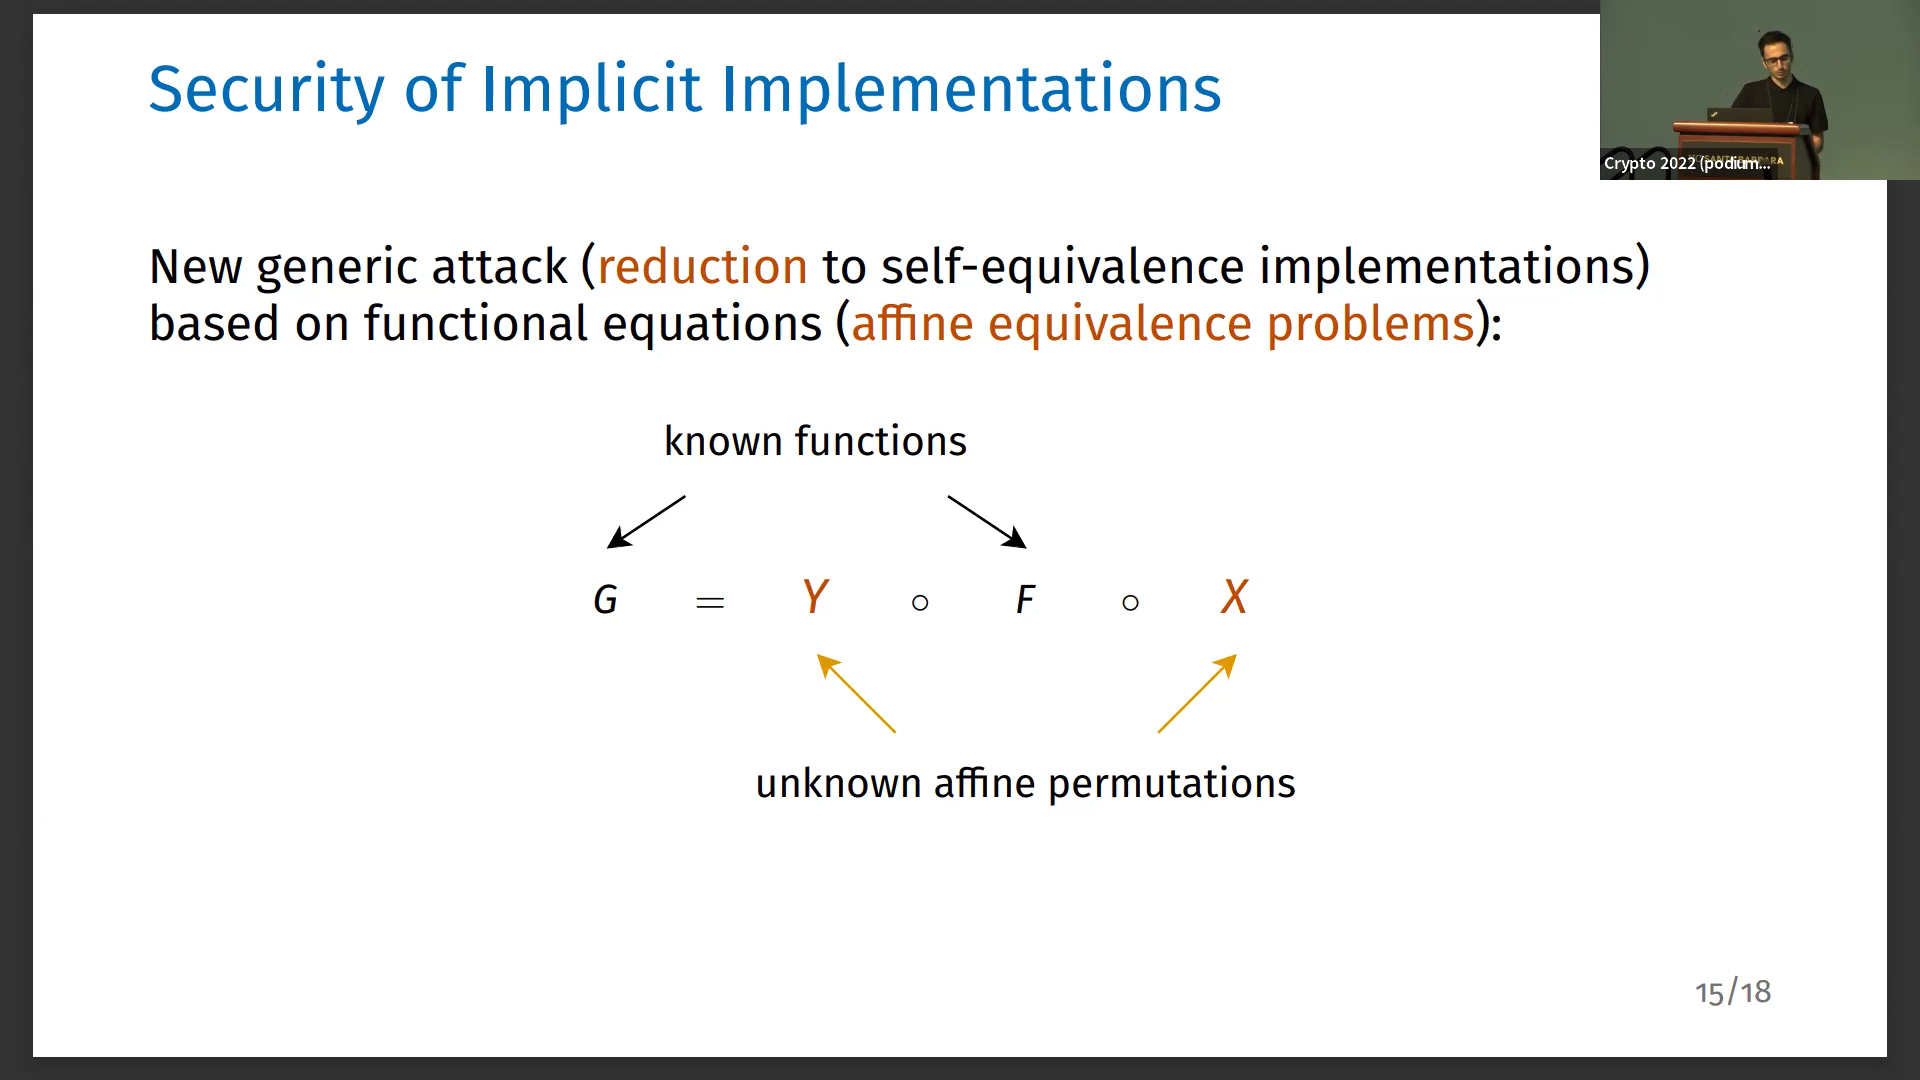 Security of Implicit Implementations
Crypto 2022 (podium...
New generic attack (reduction to self-equivalence implementations)
based on functional equations (affine equivalence problems):
known functions
G = Y ∘ F ∘ X
unknown affine permutations
15/18